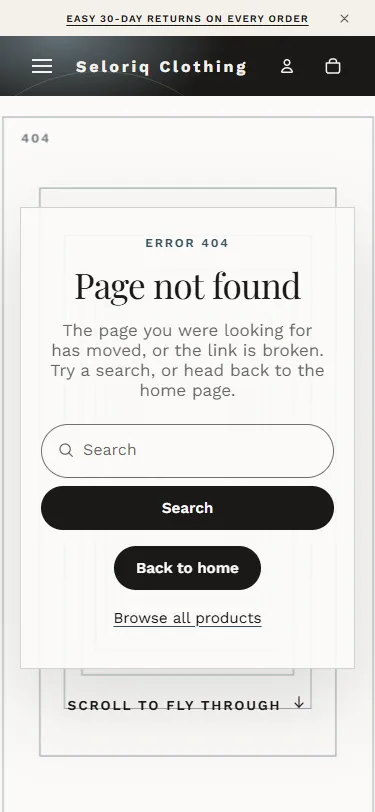 EASY 30-DAY RETURNS ON EVERY ORDER
Seloriq Clothing
404
ERROR 404
Page not found
The page you were looking for
has moved, or the link is broken.
Try a search, or head back to the
home page.
Search
Search
Back to home
Browse all products
SCROLL TO FLY THROUGH